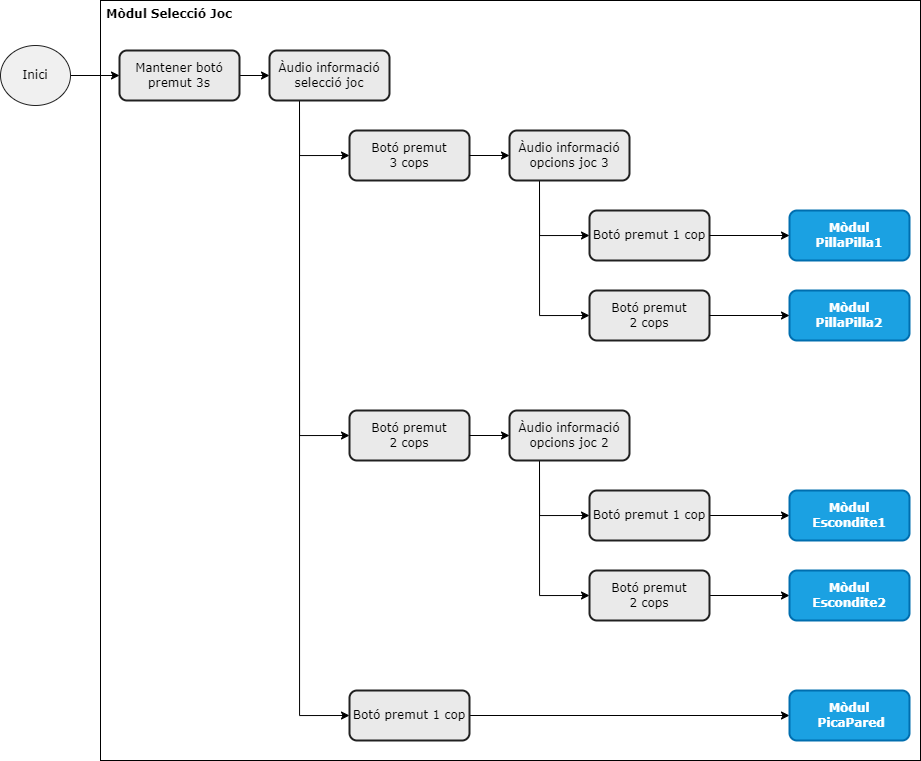 Mòdul Selecció Joc
Inici
Mantener botó
premut 3s
Àudio informació
selecció joc
Botó premut
3 cops
Àudio informació
opcions joc 3
Botó premut 1 cop
Mòdul
PillaPilla1
Botó premut
2 cops
Mòdul
PillaPilla2
Botó premut
2 cops
Àudio informació
opcions joc 2
Botó premut 1 cop
Mòdul
Escondite1
Botó premut
2 cops
Mòdul
Escondite2
Botó premut 1 cop
Mòdul
PicaPared